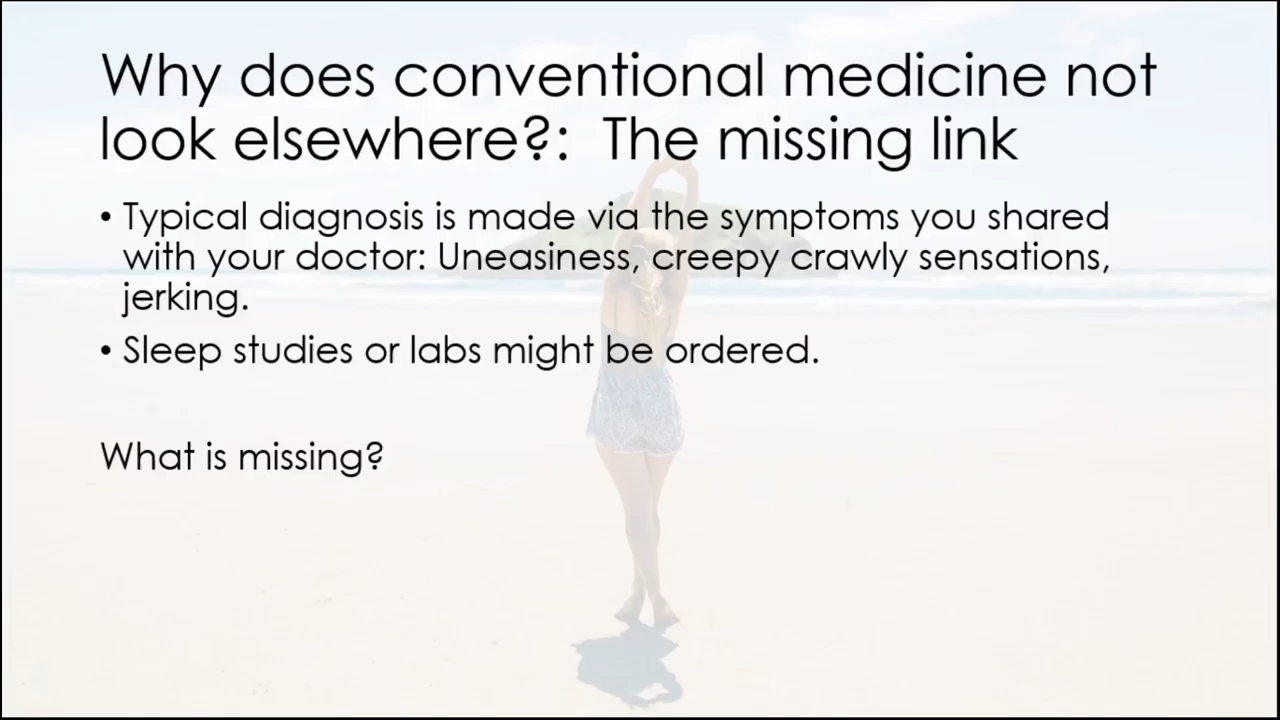 Why does conventional medicine not
look elsewhere?:  The missing link
• Typical diagnosis is made via the symptoms you shared
with your doctor: Uneasiness, creepy crawly sensations,
jerking.
• Sleep studies or labs might be ordered.
What is missing?